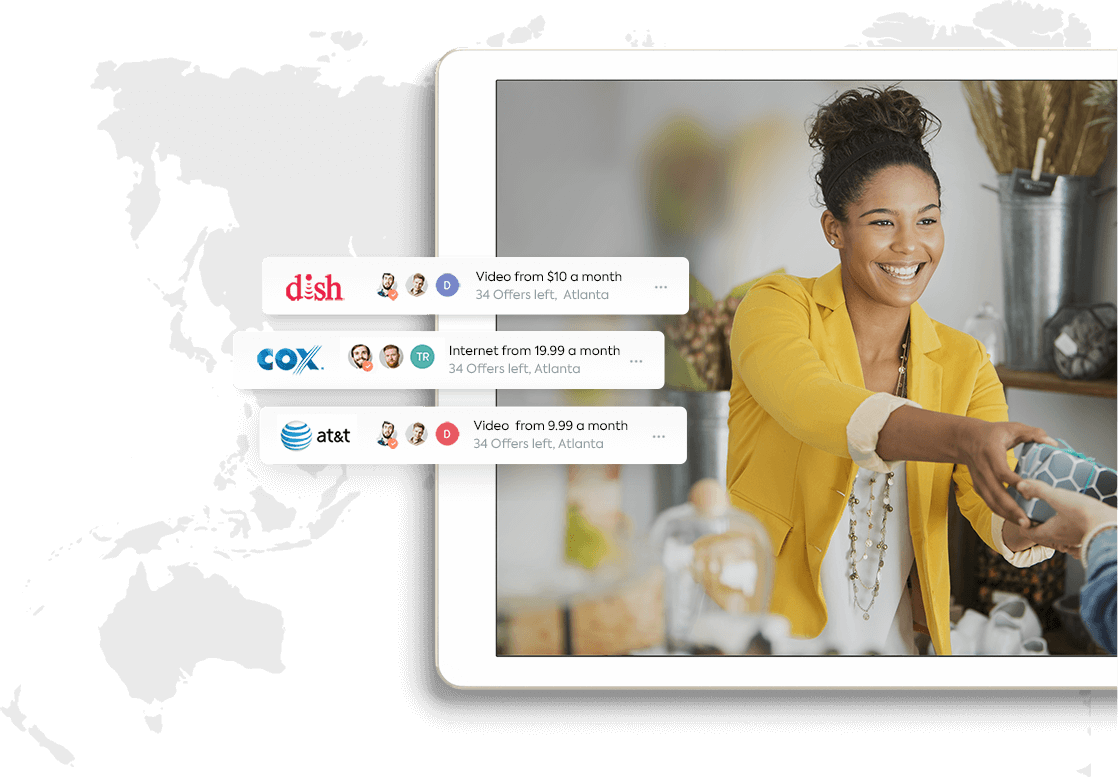 dish
D
Video from $10 a month
34 Offers left, Atlanta
COX
TR
Internet from 19.99 a month
34 Offers left, Atlanta
at&t
D
Video from 9.99 a month
34 Offers left, Atlanta